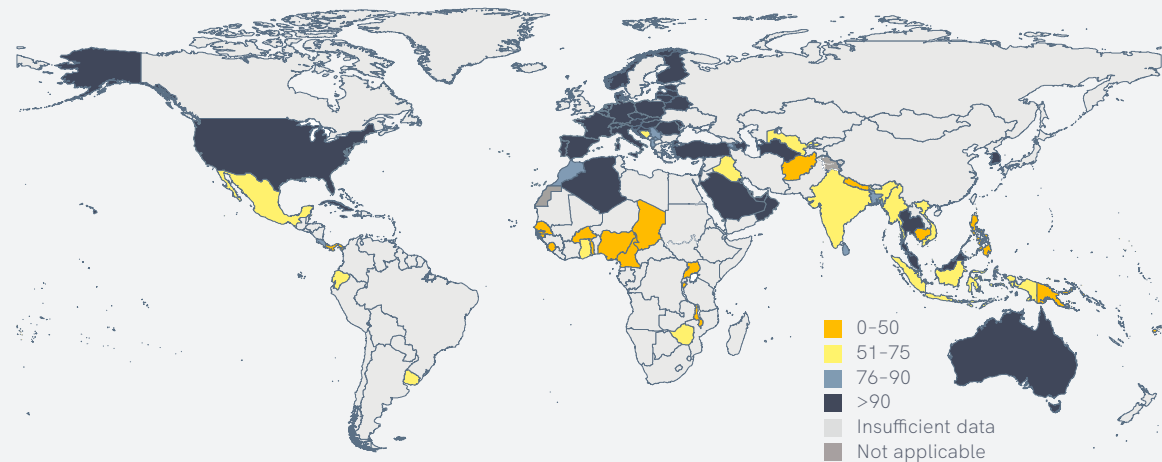 0–50
51–75
76–90
>90
Insufficient data
Not applicable